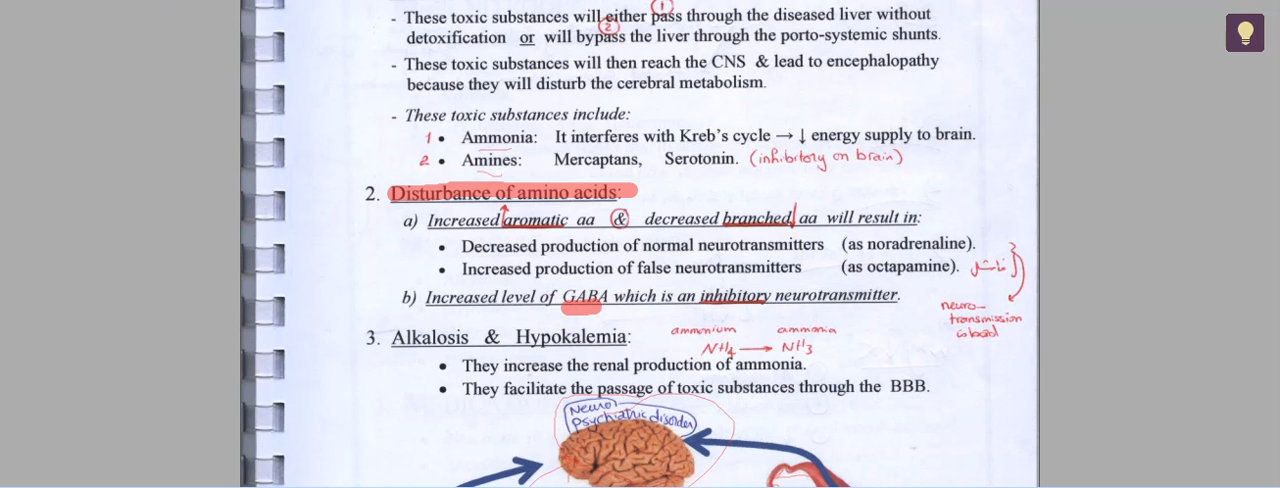 - These toxic substances will either pass through the diseased liver without
detoxification or will bypass the liver through the porto-systemic shunts.
1
2
- These toxic substances will then reach the CNS & lead to encephalopathy
because they will disturb the cerebral metabolism.
- These toxic substances include:
1 • Ammonia: It interferes with Kreb's cycle → ↓ energy supply to brain.
2 • Amines: Mercaptans, Serotonin. (inhibitory on brain)
2. Disturbance of amino acids:
a) Increased aromatic aa & decreased branched aa will result in:
• Decreased production of normal neurotransmitters (as noradrenaline).
• Increased production of false neurotransmitters (as octapamine).
b) Increased level of GABA which is an inhibitory neurotransmitter.
neuro-
transmission
3. Alkalosis & Hypokalemia:
ammonium ammonia
NH4 → NH3
• They increase the renal production of ammonia.
• They facilitate the passage of toxic substances through the BBB.
Neuro
psychiatric disorder